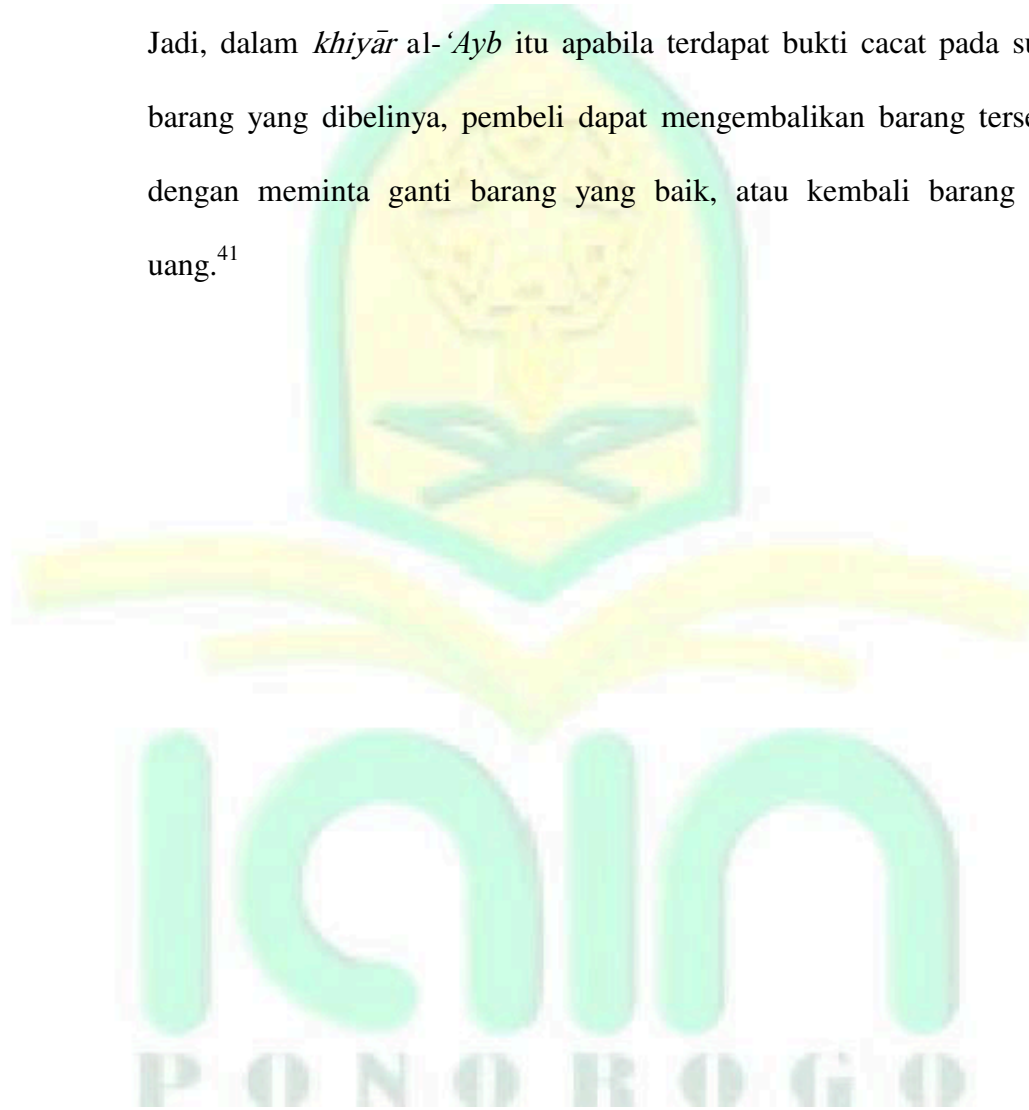 Jadi, dalam khiyār al-‘Ayb itu apabila terdapat bukti cacat pada su
barang yang dibelinya, pembeli dapat mengembalikan barang terse
dengan meminta ganti barang yang baik, atau kembali barang
uang.41
IAIN
PONOROGO